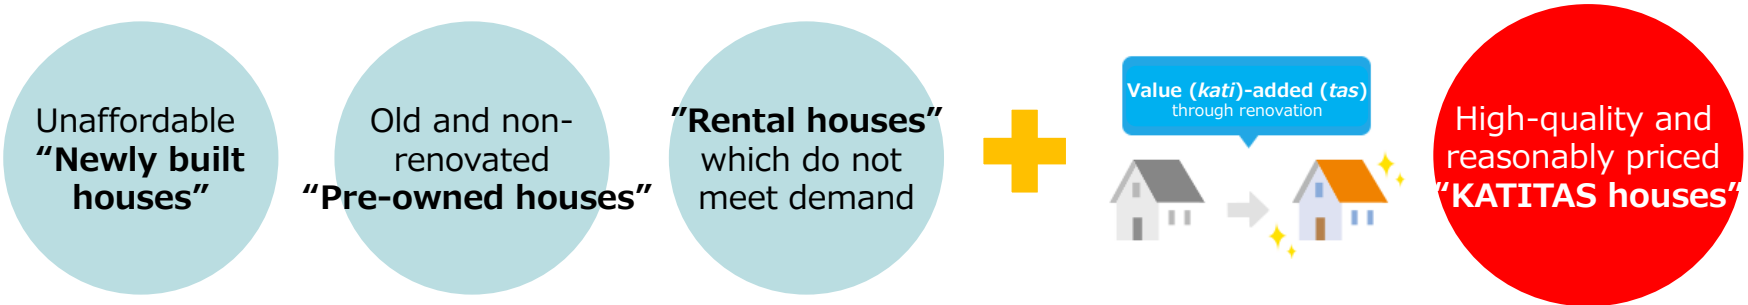 Unaffordable
“Newly built
houses”
Old and non-
renovated
“Pre-owned houses”
”Rental houses”
which do not
meet demand
Value (kati)-added (tas)
through renovation
High-quality and
reasonably priced
“KATITAS houses”